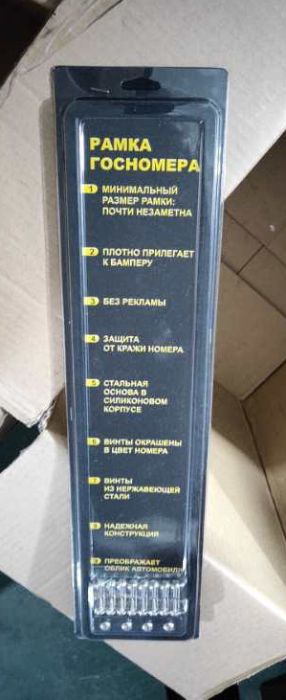 РАМКА
ГОСНОМЕРА
1 МИНИМАЛЬНЫЙ
РАЗМЕР РАМКИ:
ПОЧТИ НЕЗАМЕТНА
2 ПЛОТНО ПРИЛЕГАЕТ
К БАМПЕРУ
3 БЕЗ РЕКЛАМЫ
4 ЗАЩИТА
ОТ КРАЖИ НОМЕРА
5 СТАЛЬНАЯ
ОСНОВА В
СИЛИКОНОВОМ
КОРПУСЕ
6 ВИНТЫ ОКРАШЕНЫ
В ЦВЕТ НОМЕРА
7 ВИНТЫ
ИЗ НЕРЖАВЕЮЩЕЙ
СТАЛИ
8 НАДЕЖНАЯ
КОНСТРУКЦИЯ
9 ПРЕОБРАЖАЕТ
ОБЛИК АВТОМОБИЛЯ